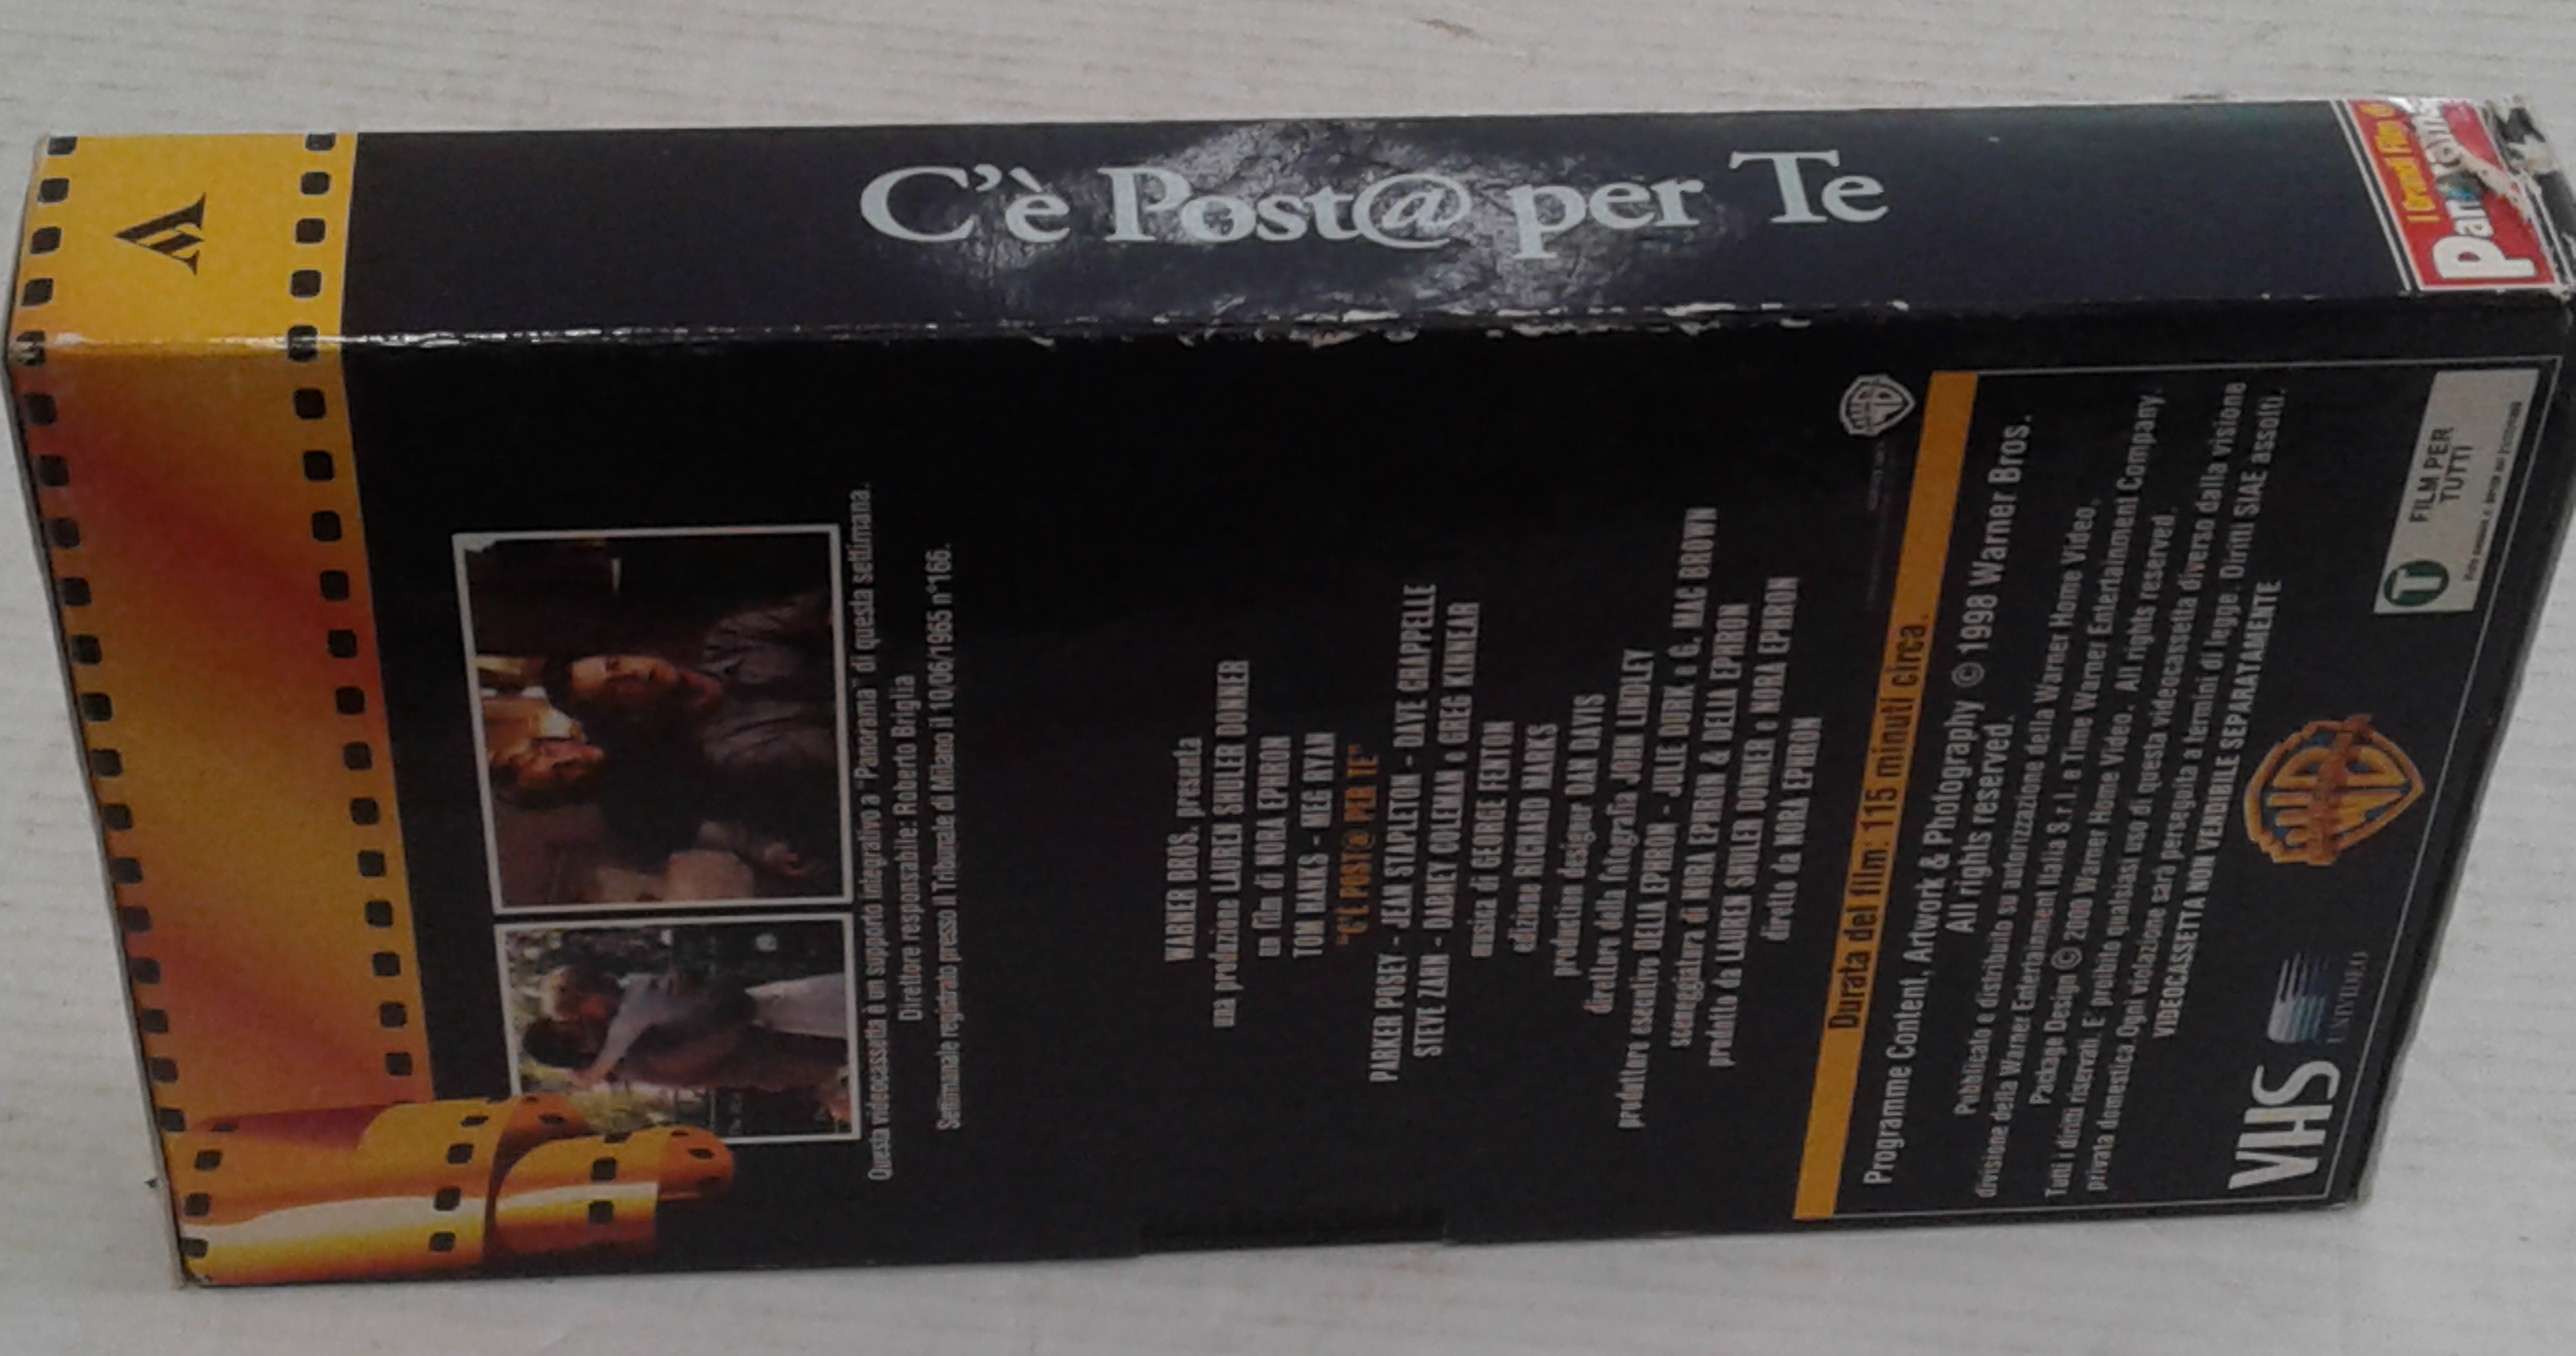 C'è Post@ per Te
I Grandi Film
Questa videocassetta è un supporto integrativo a "Panorama" di questa settimana.
Direttore responsabile: Roberto Briglia
Settimanale registrato presso il Tribunale di Milano il 10/06/1965 n°166.
WARNER BROS. presenta
una produzione LAUREN SHULER DONNER
un film di NORA EPHRON
TOM HANKS - MEG RYAN
"C'E POST@ PER TE"
PARKER POSEY - JEAN STAPLETON - DAVE CHAPPELLE
STEVE ZAHN - DABNEY COLEMAN e GREG KINNEAR
musica di GEORGE FENTON
edizione RICHARD MARKS
production designer DAN DAVIS
direttore della fotografia JOHN LINDLEY
produttore esecutivo DELIA EPHRON - JULIE DURK e G. MAC BROWN
sceneggiatura di NORA EPHRON & DELIA EPHRON
prodotto da LAUREN SHULER DONNER e NORA EPHRON
diretto da NORA EPHRON
Durata del film: 115 minuti circa.
Programme Content, Artwork & Photography © 1998 Warner Bros.
All rights reserved.
Pubblicato e distribuito su autorizzazione della Warner Home Video,
divisione della Warner Entertainment Italia S.r.l. a Time Warner Entertainment Company.
Package Design © 2000 Warner Home Video. All rights reserved.
Tutti i diritti riservati. E' proibito qualsiasi uso di questa videocassetta diverso dalla visione
privata domestica. Ogni violazione sarà perseguita a termini di legge. Diritti SIAE assolti.
VIDEOCASSETTA NON VENDIBILE SEPARATAMENTE
VHS
UNIVIDEO
T
FILM PER
TUTTI